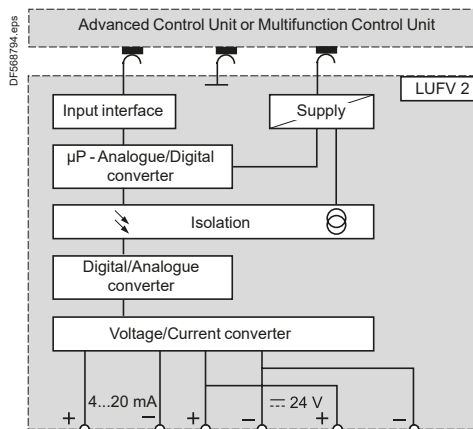 Advanced Control Unit or Multifunction Control Unit
DF568794.eps
LUFV 2
Input interface
Supply
µP - Analogue/Digital
converter
Isolation
Digital/Analogue
converter
Voltage/Current converter
4...20 mA
24 V
+ – + – + –